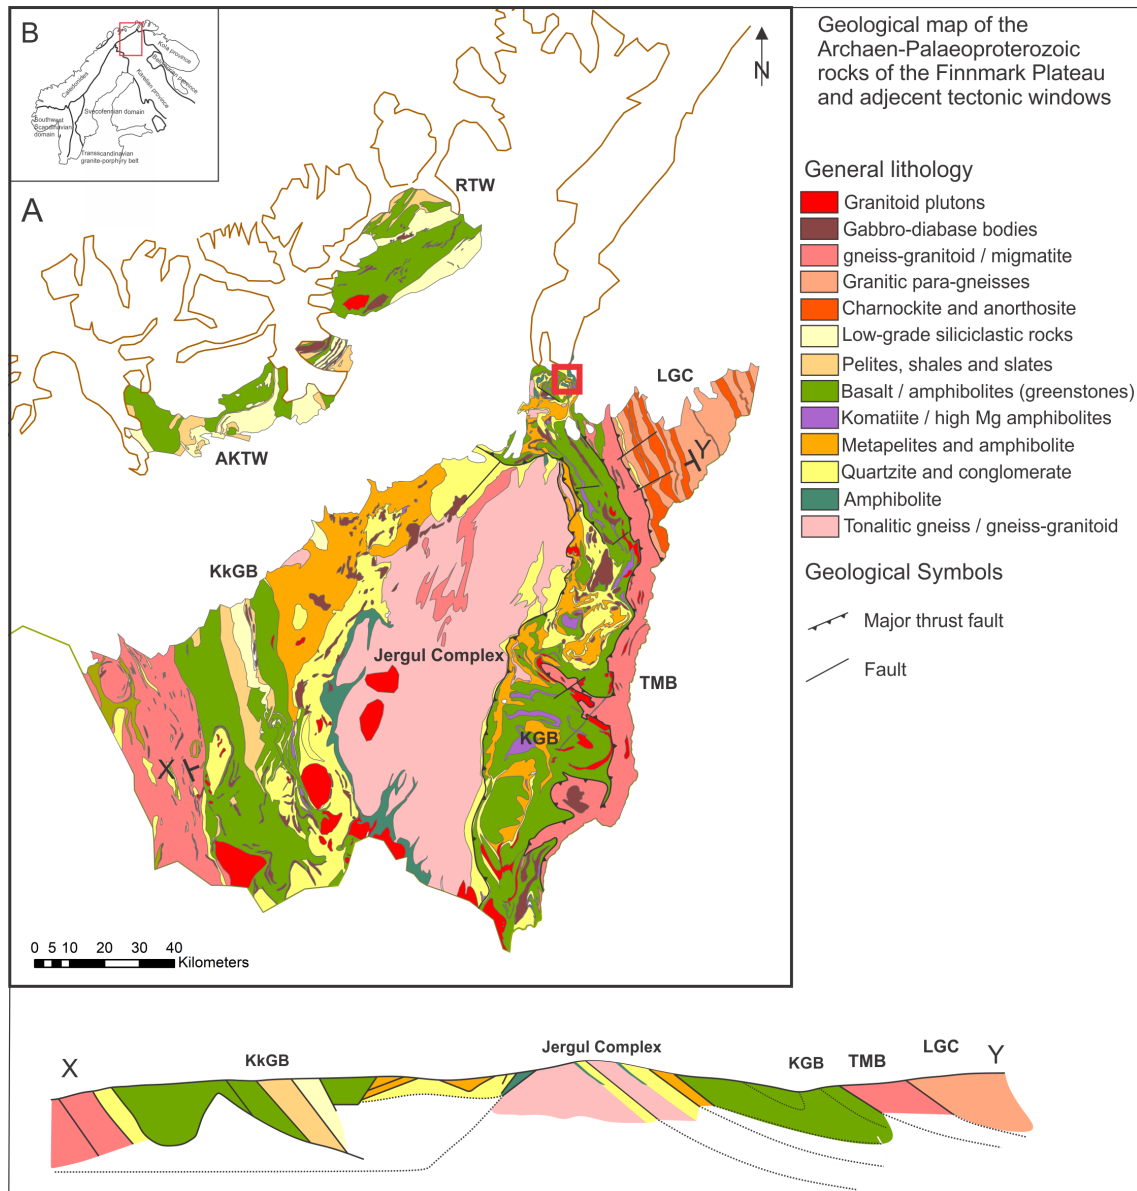 B
Kola province
Belomorian province
Karelian province
Caledonides
Svecofennian domain
Southwest
Scandinavian
domain
Transscandinavian
granite-porphyry belt
N
Geological map of the
Archaen-Palaeoproterozoic
rocks of the Finnmark Plateau
and adjecent tectonic windows
A
RTW
LGC
AKTW
KkGB
Jergul Complex
TMB
KGB
X
Y
0 5 10 20 30 40
Kilometers
General lithology
Granitoid plutons
Gabbro-diabase bodies
gneiss-granitoid / migmatite
Granitic para-gneisses
Charnockite and anorthosite
Low-grade siliciclastic rocks
Pelites, shales and slates
Basalt / amphibolites (greenstones)
Komatiite / high Mg amphibolites
Metapelites and amphibolite
Quartzite and conglomerate
Amphibolite
Tonalitic gneiss / gneiss-granitoid
Geological Symbols
Major thrust fault
Fault
X
KkGB
Jergul Complex
KGB
TMB
LGC
Y